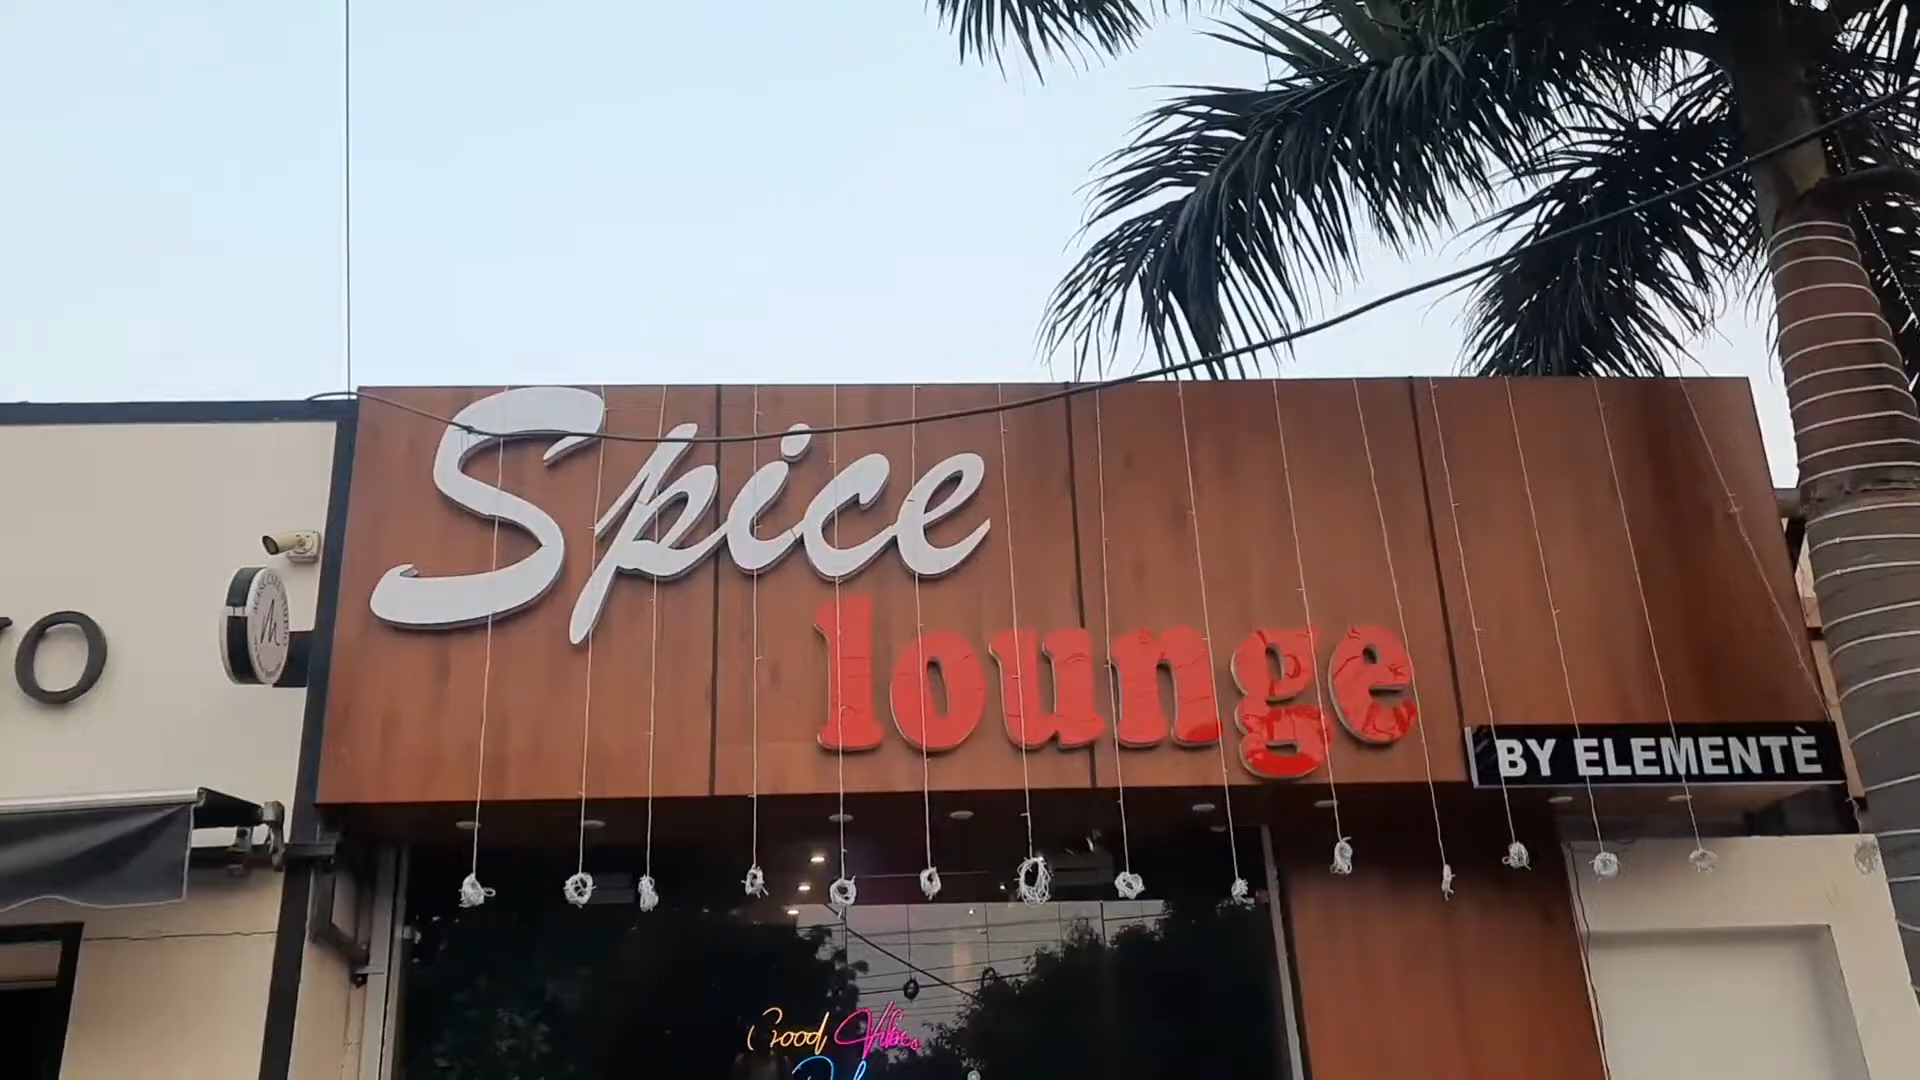 Spice
lounge
BY ELEMENTÈ
O
M
Good Vibes